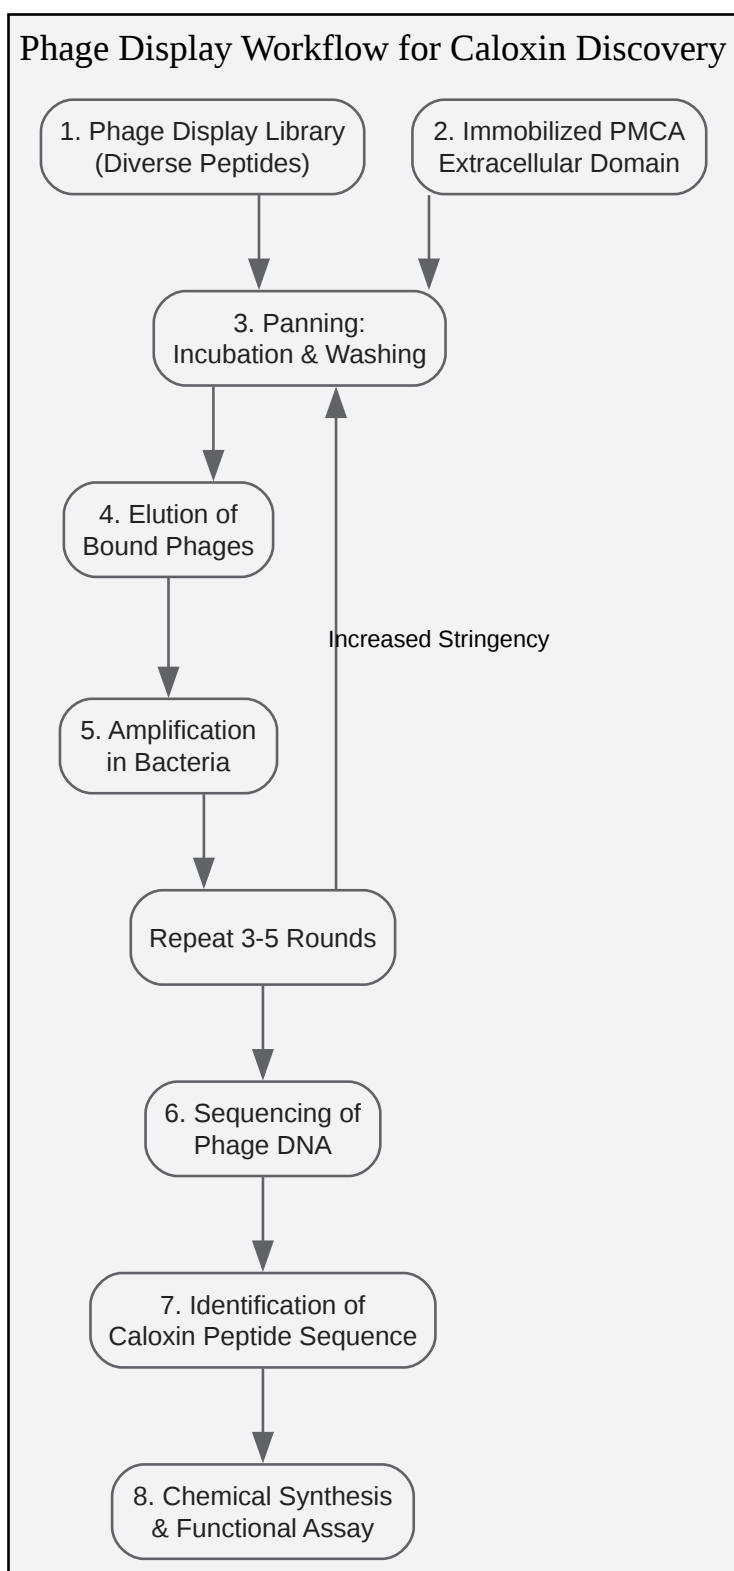 Phage Display Workflow for Caloxin Discovery
1. Phage Display Library
(Diverse Peptides)
2. Immobilized PMCA
Extracellular Domain
3. Panning:
Incubation & Washing
4. Elution of
Bound Phages
Increased Stringency
5. Amplification
in Bacteria
Repeat 3-5 Rounds
6. Sequencing of
Phage DNA
7. Identification of
Caloxin Peptide Sequence
8. Chemical Synthesis
& Functional Assay